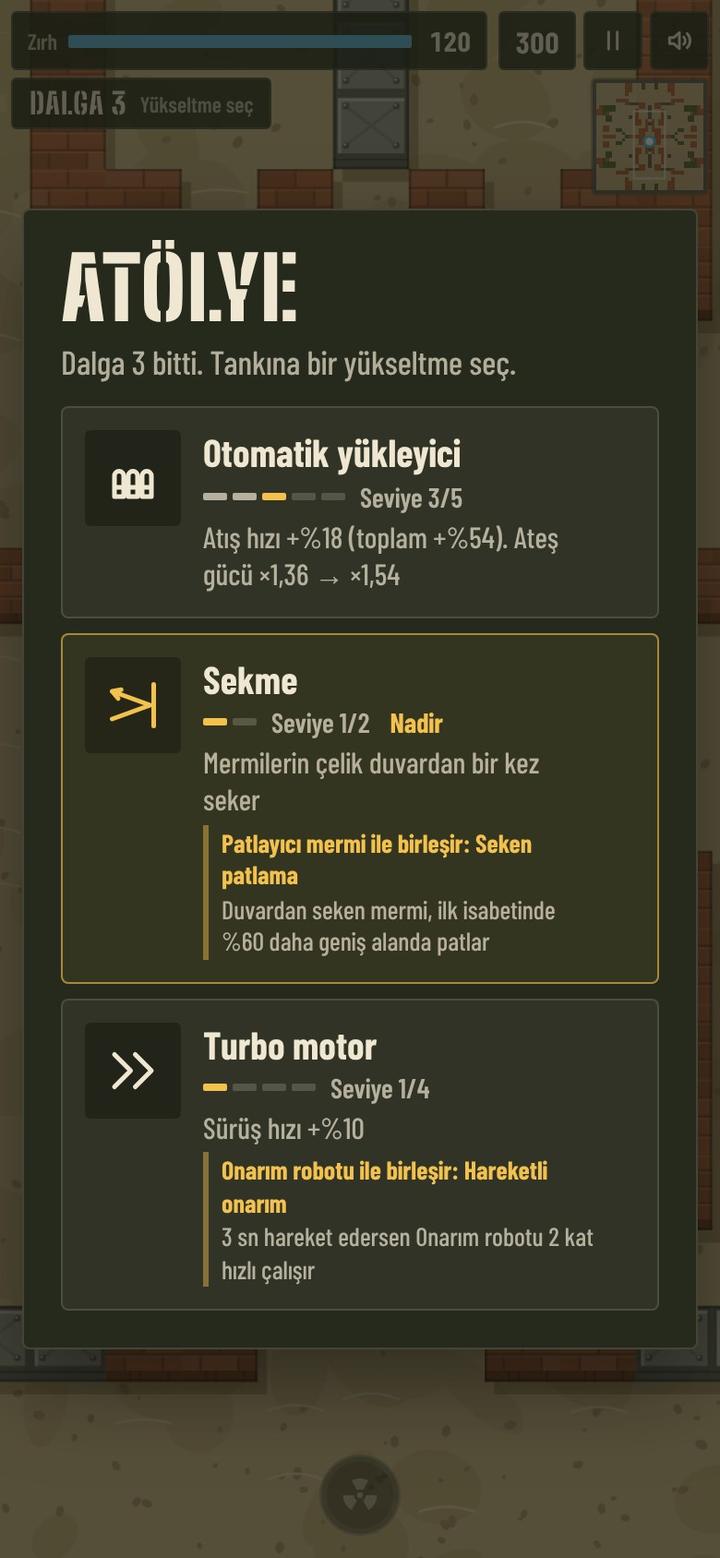 Zırh 120 300
DALGA 3 Yükseltme seç
ATÖLYE
Dalga 3 bitti. Tankına bir yükseltme seç.
Otomatik yükleyici
Seviye 3/5
Atış hızı +%18 (toplam +%54). Ateş
gücü ×1,36 → ×1,54
Sekme
Seviye 1/2 Nadir
Mermilerin çelik duvardan bir kez
seker
Patlayıcı mermi ile birleşir: Seken
patlama
Duvardan seken mermi, ilk isabetinde
%60 daha geniş alanda patlar
Turbo motor
Seviye 1/4
Sürüş hızı +%10
Onarım robotu ile birleşir: Hareketli
onarım
3 sn hareket edersen Onarım robotu 2 kat
hızlı çalışır